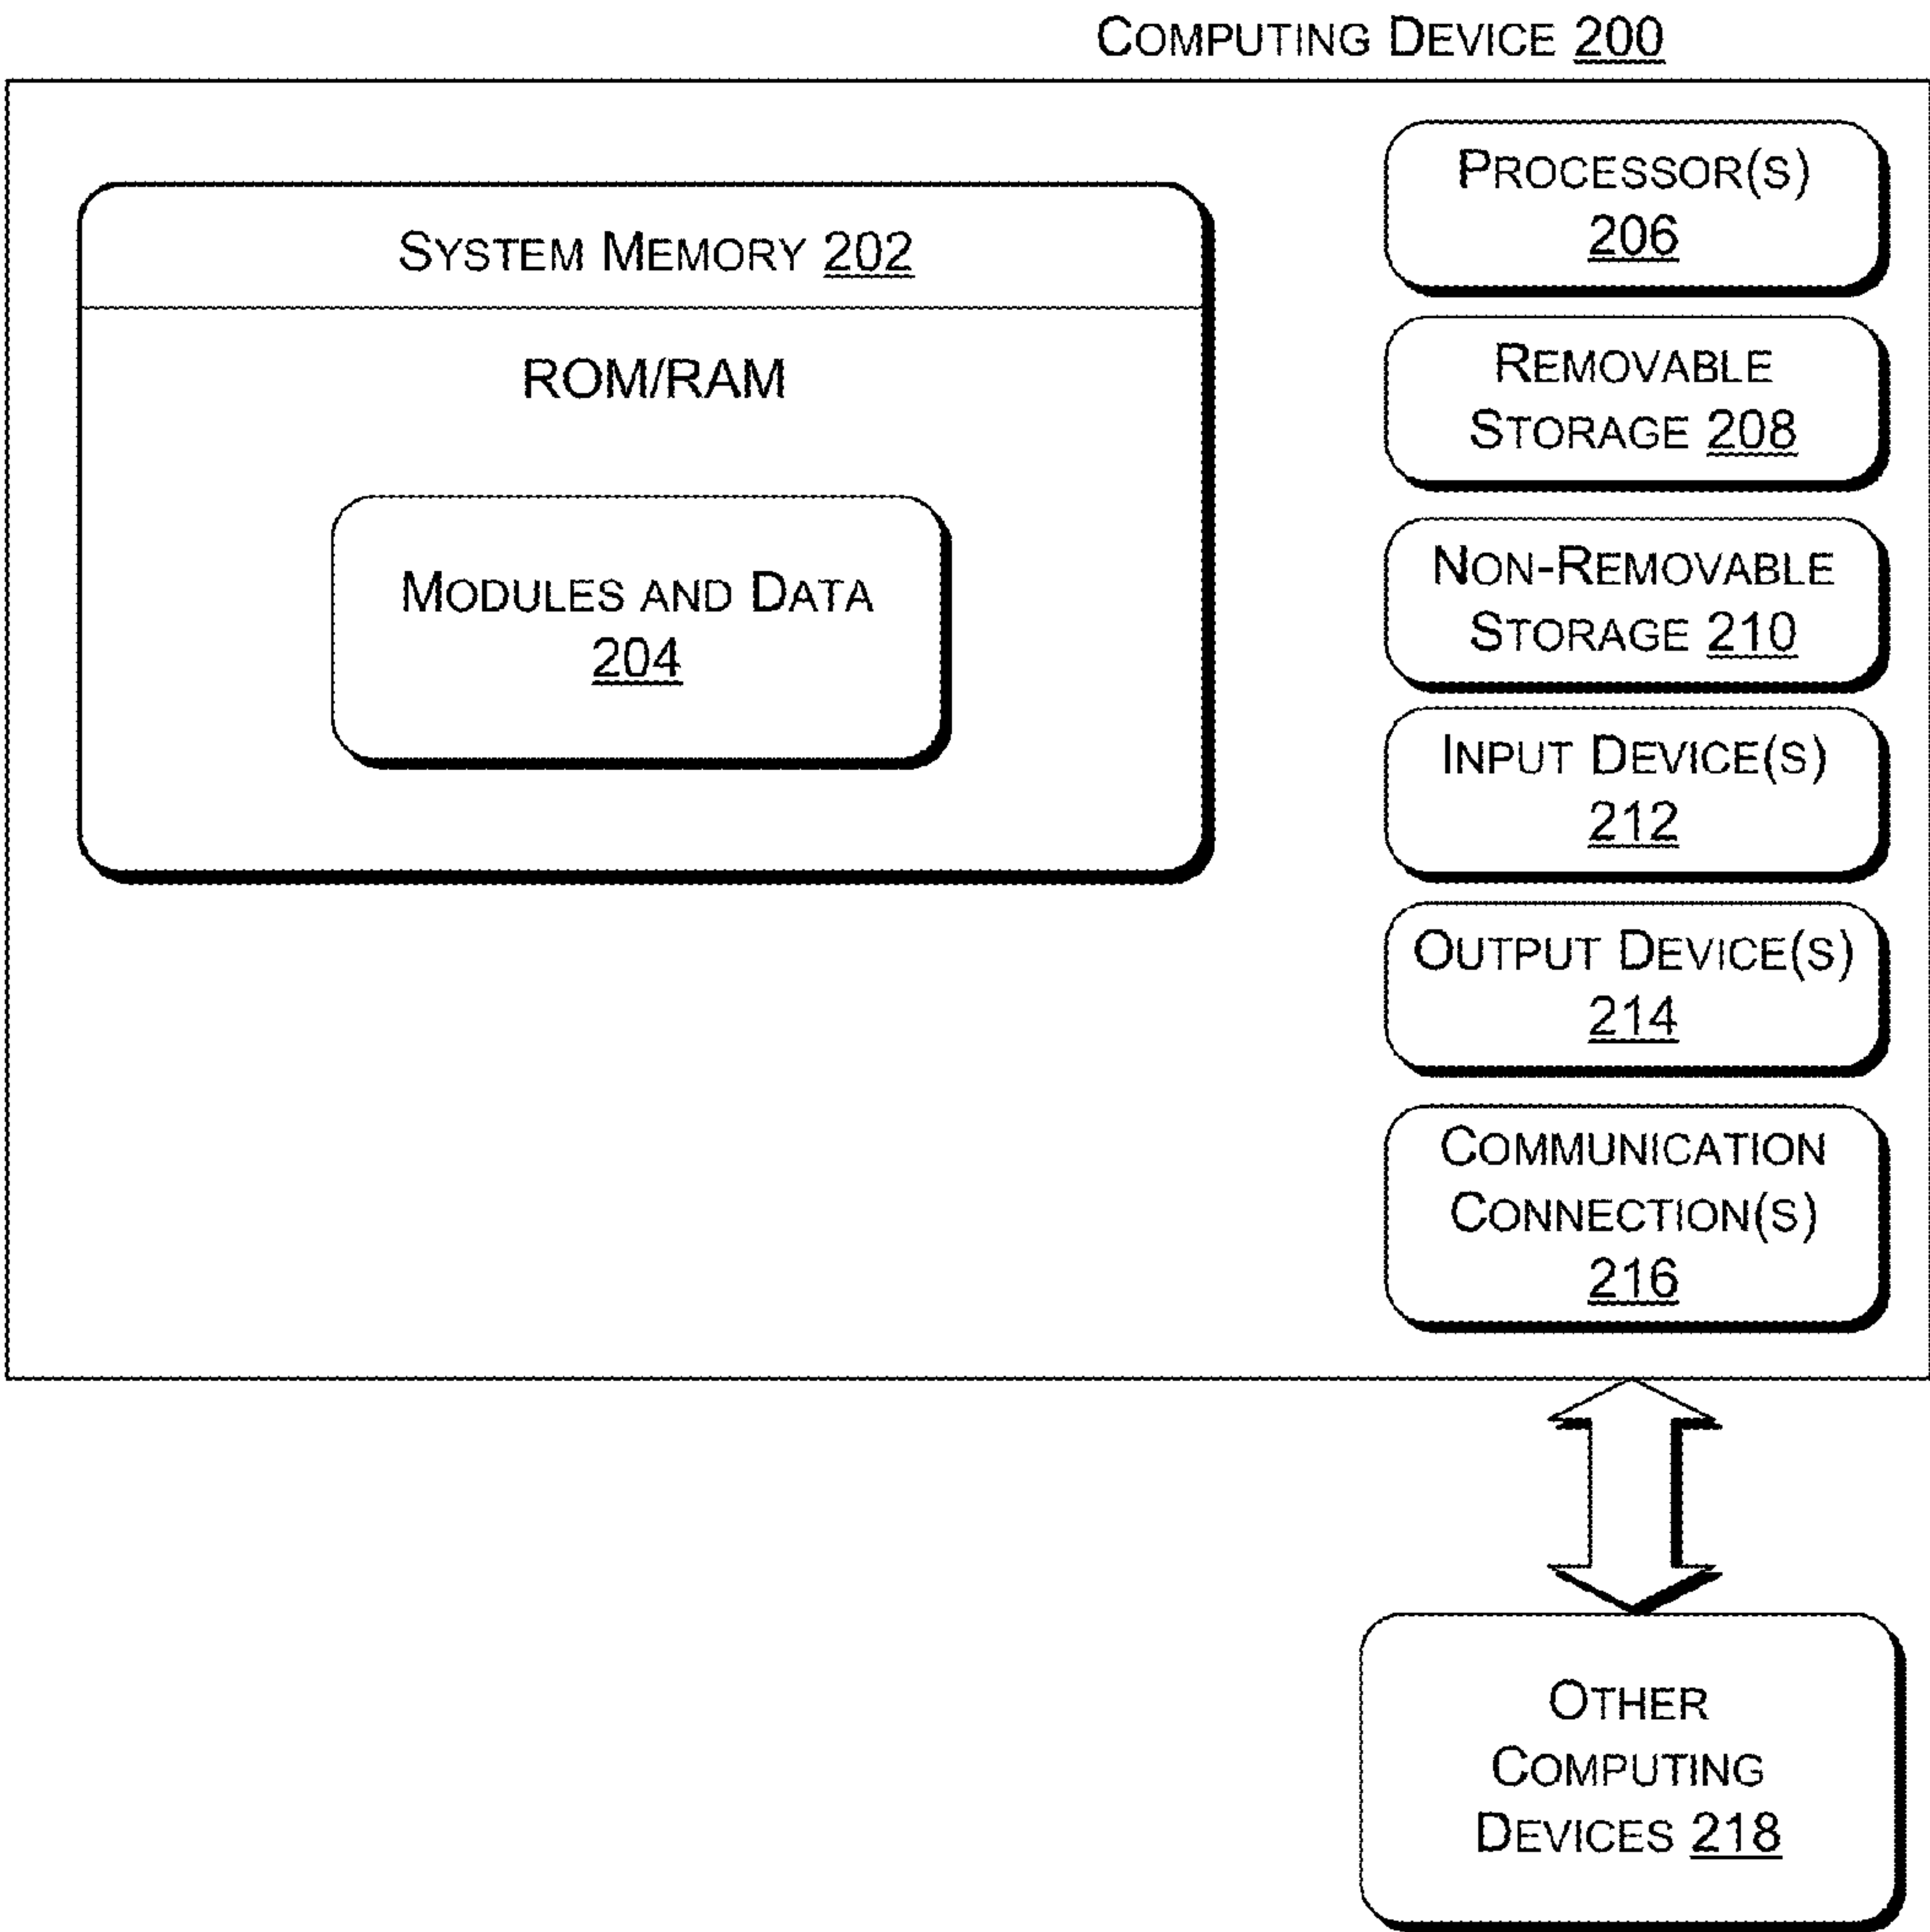 COMPUTING DEVICE 200
SYSTEM MEMORY 202
ROM/RAM
MODULES AND DATA
204
PROCESSOR(S)
206
REMOVABLE
STORAGE 208
NON-REMOVABLE
STORAGE 210
INPUT DEVICE(S)
212
OUTPUT DEVICE(S)
214
COMMUNICATION
CONNECTION(S)
216
OTHER
COMPUTING
DEVICES 218